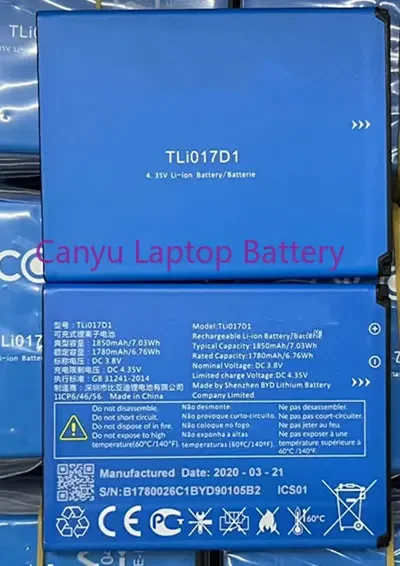 TLi
35V Li-
TLi017D1
4.35V Li-Ion Battery/Batterie
Canyu Laptop Battery
TLi0
型号:TLi017D1
可充式锂离子电池
典型容量:1850mAh/7.03Wh
额定容量:1780mAh/6.76Wh
标称电压:DC 3.8V
充电限制电压:DC 4.35V
执行标准:GB 31241-2014
制造商:深圳市比亚迪锂电池有限公司
1ICP6/46/56
Model:TLi017D1
Rechargeable Li-ion Battery/Batterie
Typical Capacity:1850mAh/7.03Wh
Rated Capacity:1780mAh/6.76Wh
Nominal Voltage:DC3.8V
Limited charge Voltage:DC 4.35V
Made by Shenzhen BYD Lithium Battery
Company Limited
Do not disassemble.
Do not short circuit.
Do not dispose of in fire.
Do not expose to high
temperature(60℃/140℉).
Não desmonte.
Não provoque curto-circuito.
Não coloque no fogo.
Não exponha a altas
temperaturas (60℃/140℉).
Ne pas désassembler.
Ne pas court-circuiter.
Ne pas jeter au feu.
Ne pas exposer à une
température supérieure à
(60℃/140℉).
Manufactured Date: 2020 - 03 - 21
S/N:B1780026C1BYD90105B2 ICS01
CE
60℃